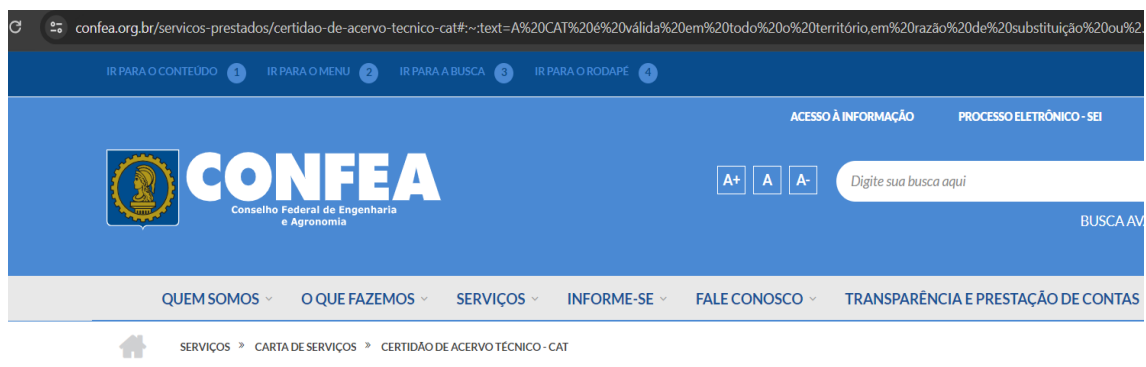 confea.org.br/servicos-prestados/certidao-de-acervo-tecnico-cat#:~:text=A%20CAT%20é%20válida%20em%20todo%20o%20território,em%20razão%20de%20substituição%20ou%2.
IR PARA O CONTEÚDO 1 IR PARA O MENU 2 IR PARA A BUSCA 3 IR PARA O RODAPÉ 4
ACESSO À INFORMAÇÃO PROCESSO ELETRÔNICO - SEI
CONFEA
Conselho Federal de Engenharia
e Agronomia
A+ A A- Digite sua busca aqui
BUSCA AV
QUEM SOMOS O QUE FAZEMOS SERVIÇOS INFORME-SE FALE CONOSCO TRANSPARÊNCIA E PRESTAÇÃO DE CONTAS
SERVIÇOS » CARTA DE SERVIÇOS » CERTIDÃO DE ACERVO TÉCNICO - CAT